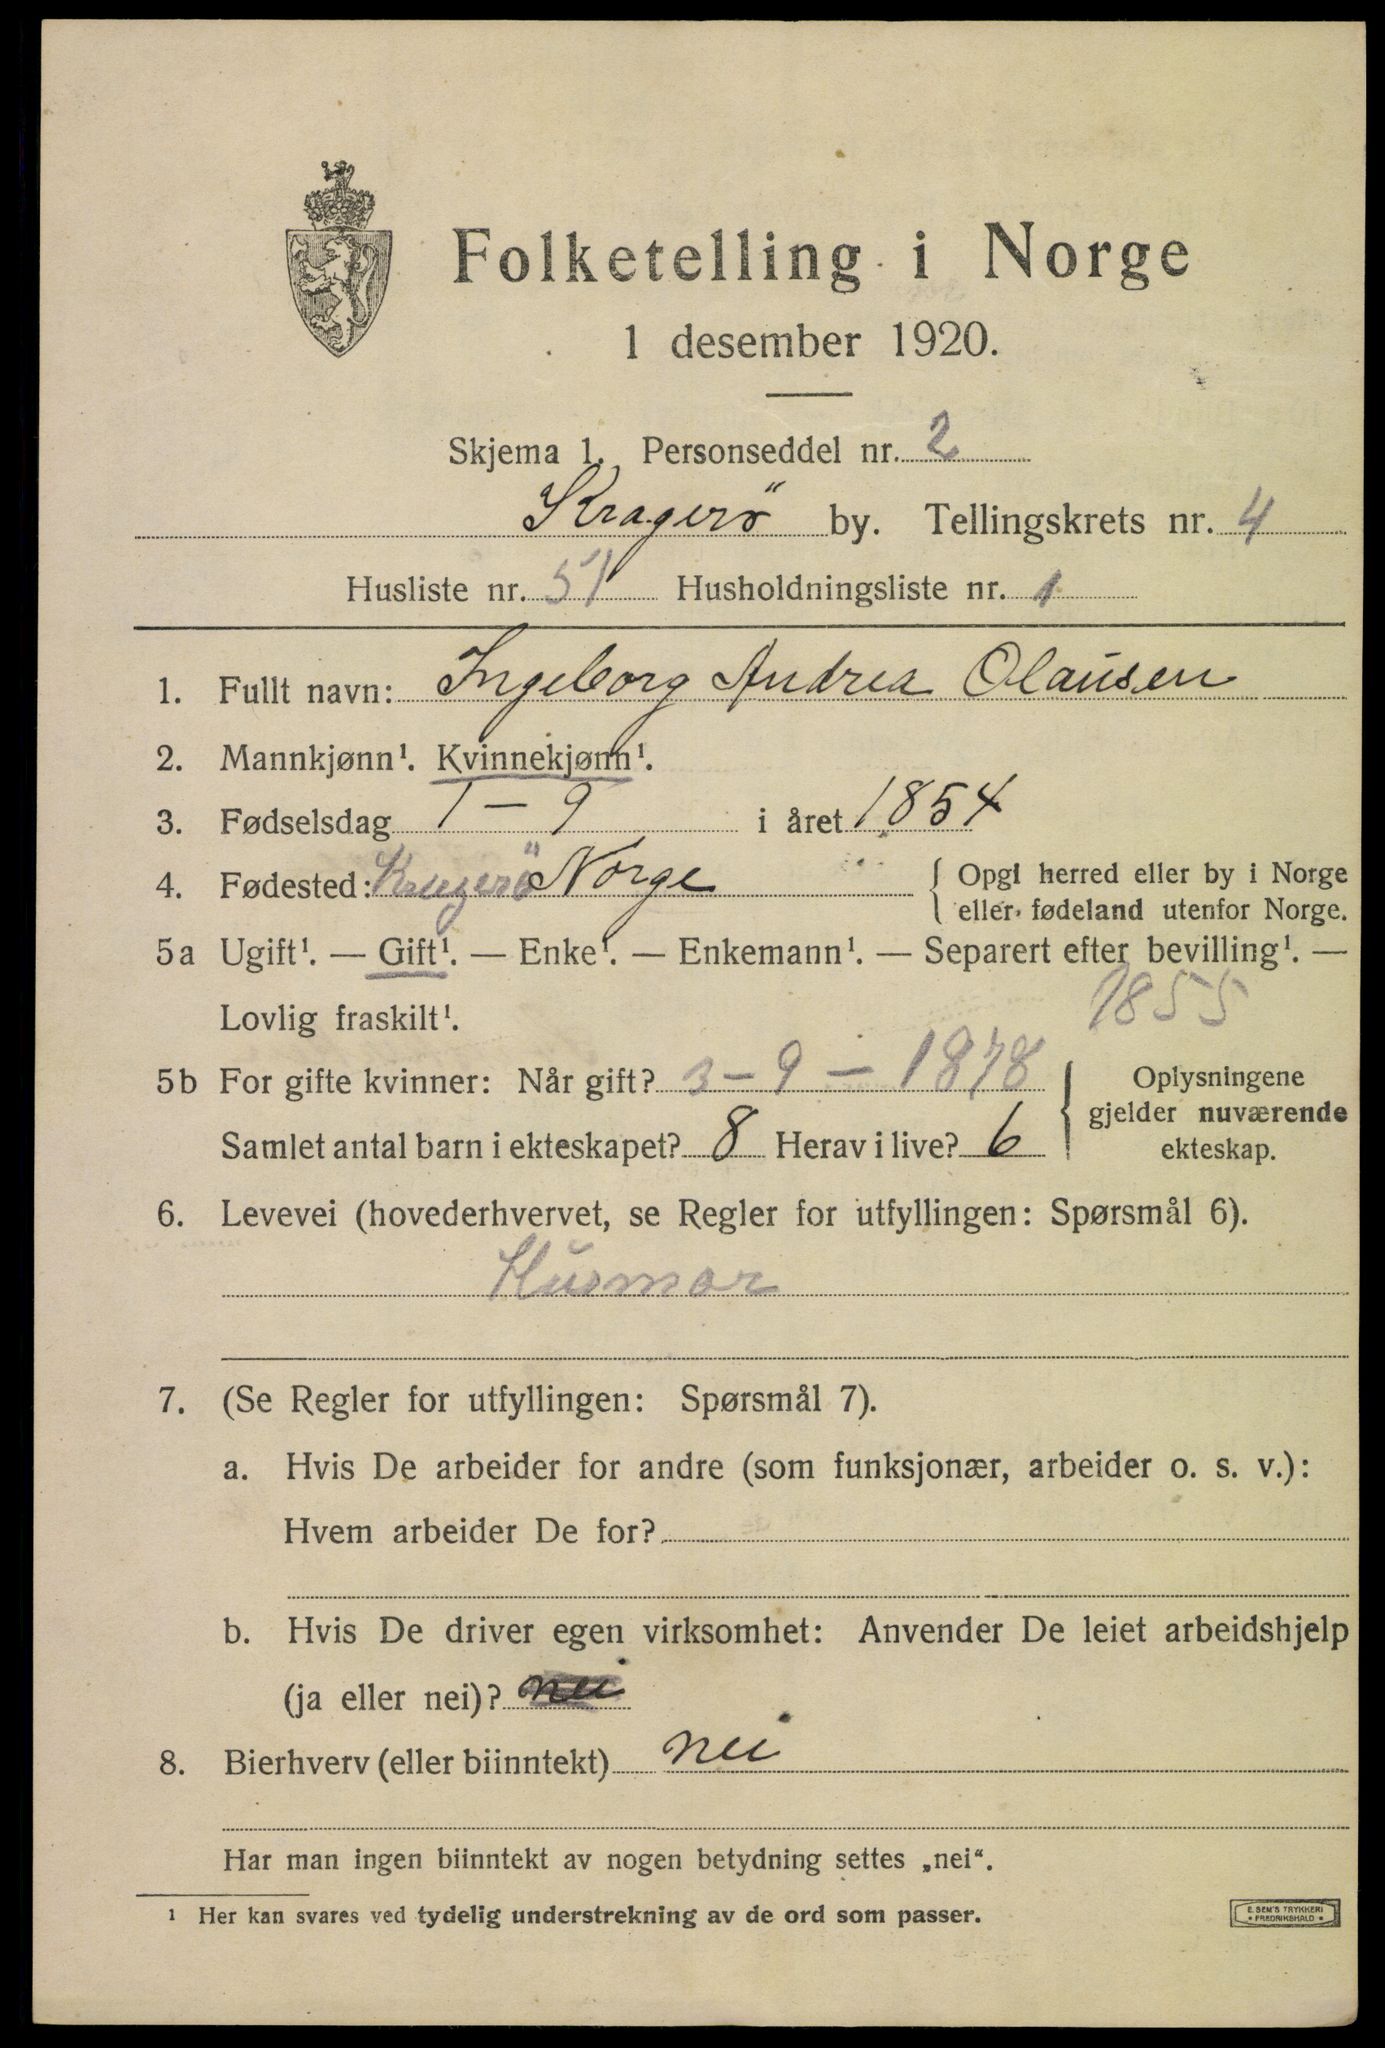 Folketelling i Norge
1 desember 1920.
Skjema 1. Personseddel nr. 2
Kragerö by. Tellingskrets nr. 4
Husliste nr. 51 Husholdningsliste nr. 1
1. Fullt navn: Ingeborg Andrea Olausen
2. Mannkjønn¹. Kvinnekjønn¹.
3. Fødselsdag 1 – 9 i året 1854
4. Fødested: Kragerö Norge { Opgi herred eller by i Norge
eller fødeland utenfor Norge.
5a Ugift¹. — Gift¹. — Enke¹. — Enkemann¹. — Separert efter bevilling¹. —
Lovlig fraskilt¹. 1855
5b For gifte kvinner: Når gift? 3 – 9 – 1878
Samlet antal barn i ekteskapet? 8 Herav i live? 6
Oplysningene
gjelder nuværende
ekteskap.
6. Levevei (hovederhvervet, se Regler for utfyllingen: Spørsmål 6).
Husmor
7. (Se Regler for utfyllingen: Spørsmål 7).
a. Hvis De arbeider for andre (som funksjonær, arbeider o. s. v.):
Hvem arbeider De for?
b. Hvis De driver egen virksomhet: Anvender De leiet arbeidshjelp
(ja eller nei)? nei
8. Bierhverv (eller biinntekt) nei
Har man ingen biinntekt av nogen betydning settes „nei“.
¹ Her kan svares ved tydelig understrekning av de ord som passer.
E. SEM'S TRYKKERI
FREDRIKSHALD